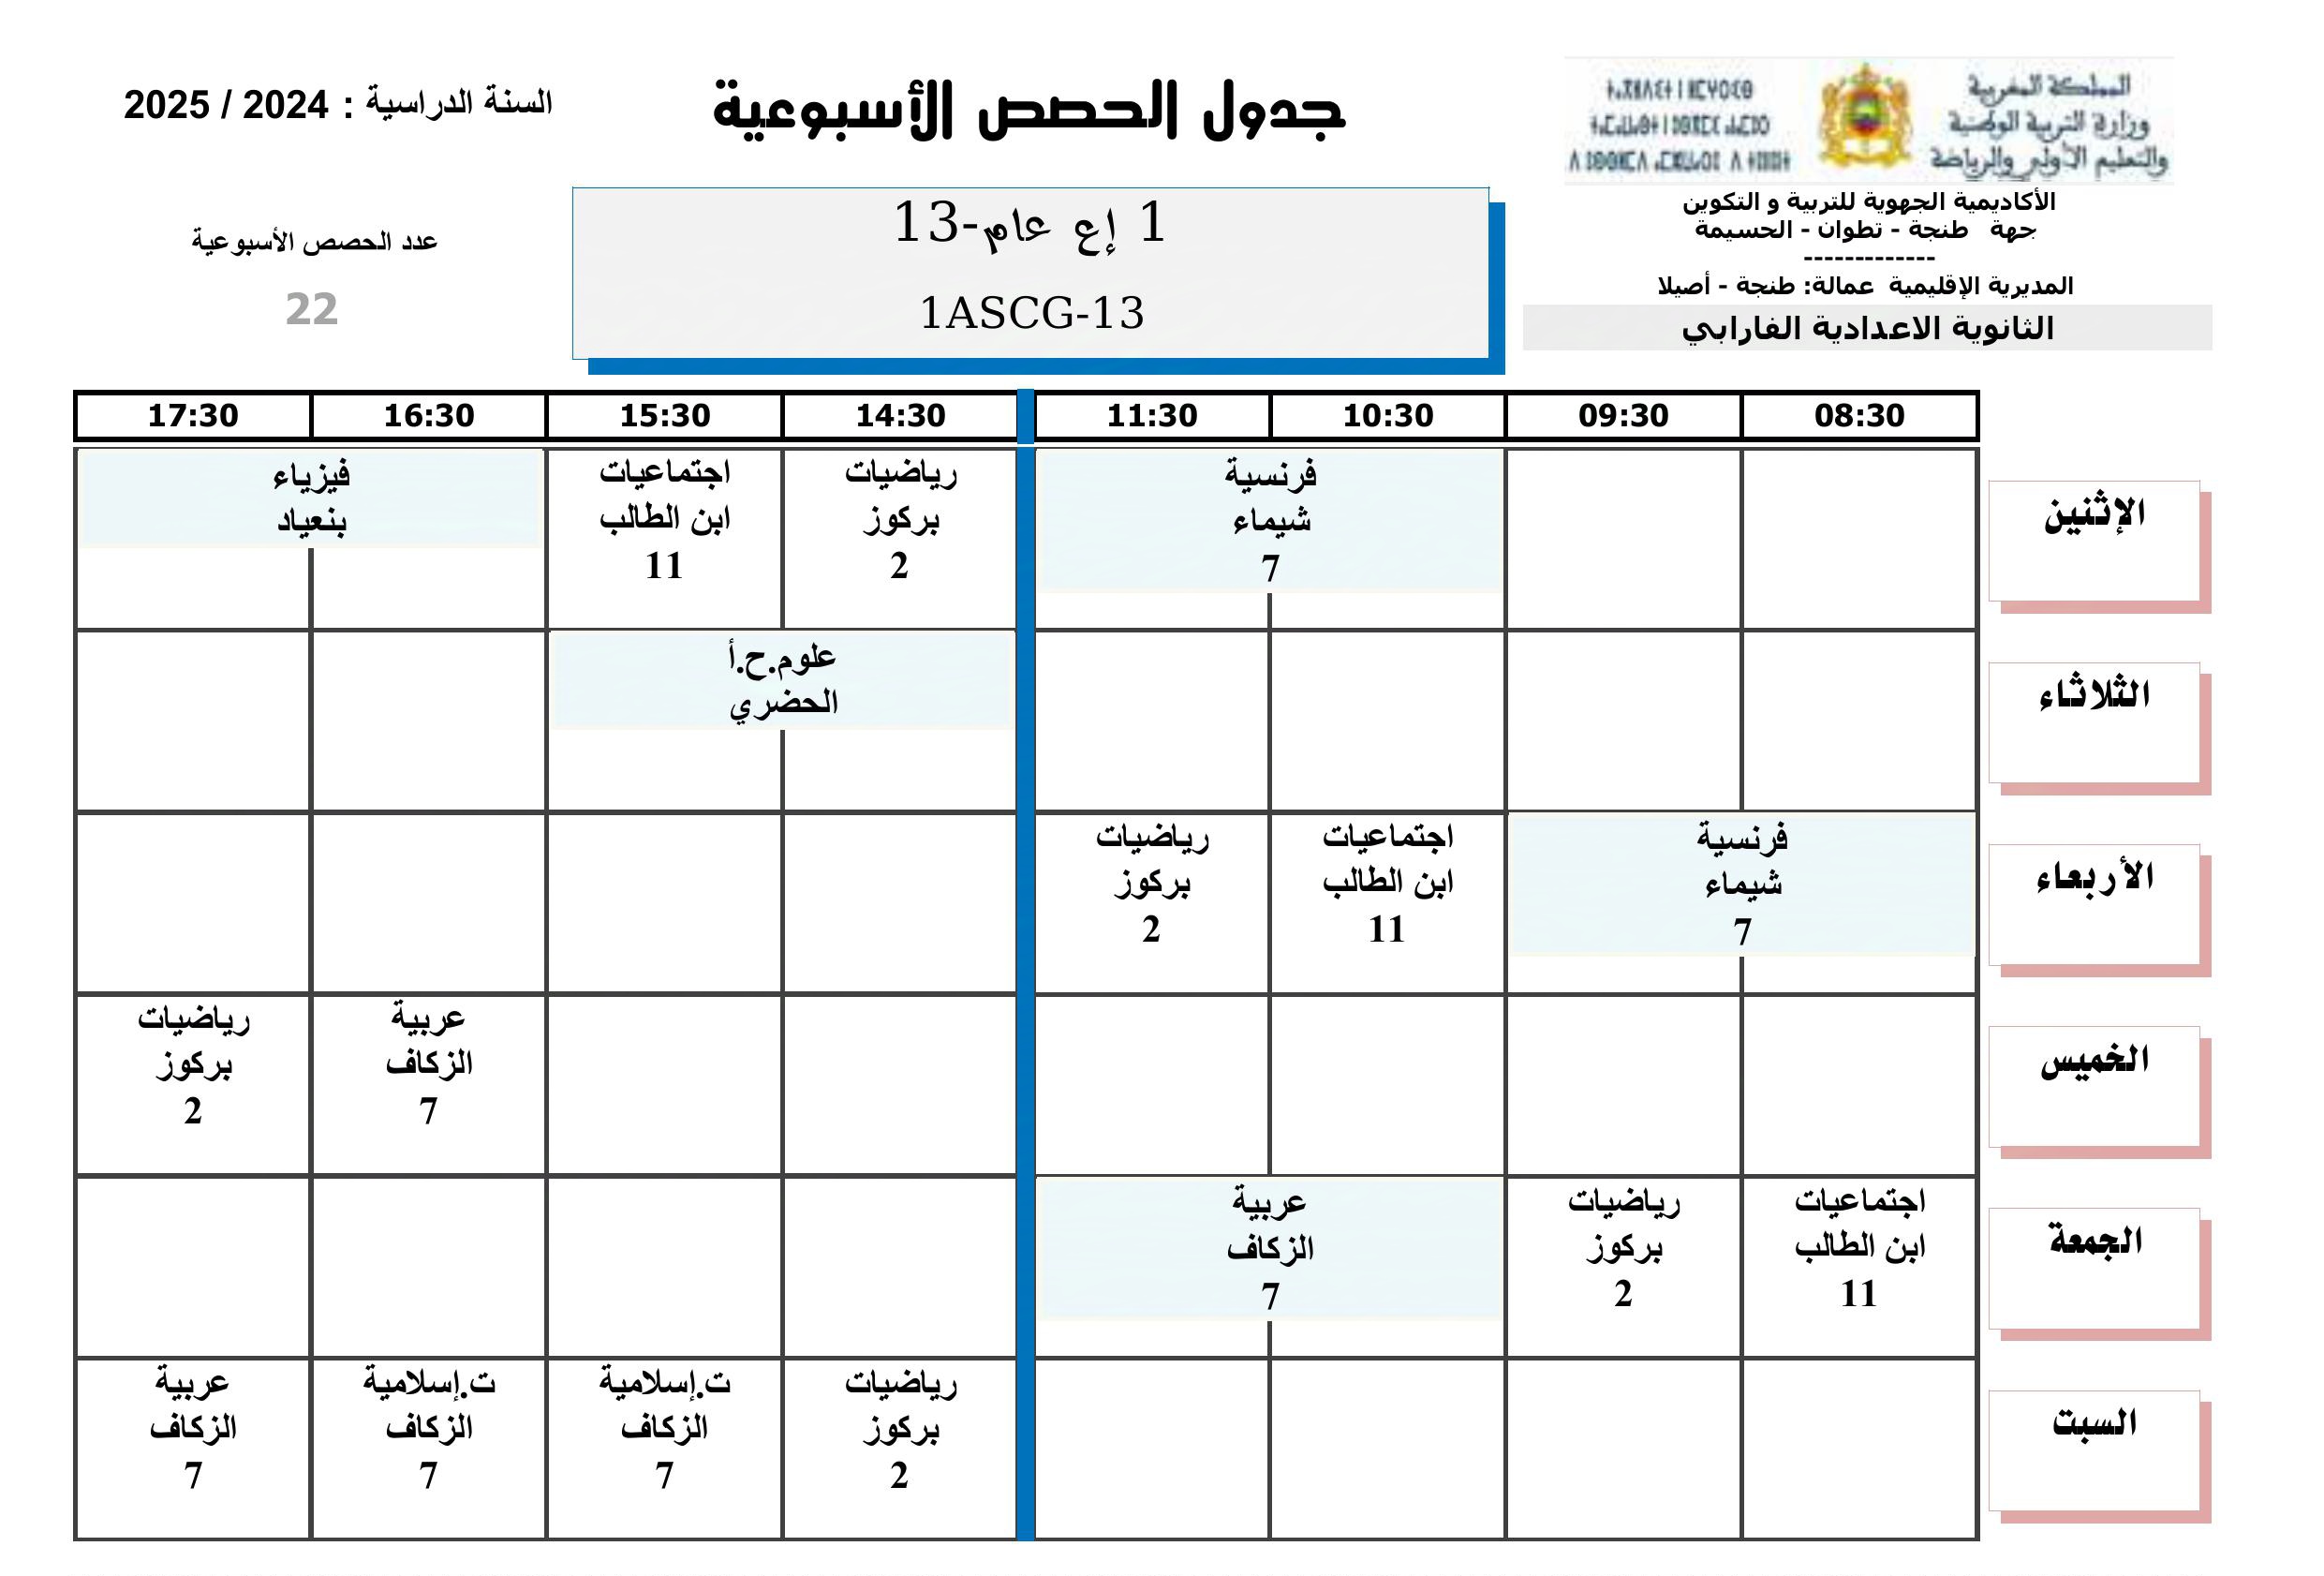 المملكة المغربية
وزارة التربية الوطنية
والتعليم الأولي والرياضة
الأكاديمية الجهوية للتربية و التكوين
جهة طنجة - تطوان - الحسيمة
-------------
المديرية الإقليمية عمالة: طنجة - أصيلا
الثانوية الاعدادية الفارابي
جدول الحصص الأسبوعية
1 إع عام-13
1ASCG-13
السنة الدراسية : 2024 / 2025
عدد الحصص الأسبوعية
22
08:30 09:30 10:30 11:30 14:30 15:30 16:30 17:30
الإثنين
فرنسية
شيماء
7
رياضيات
بركوز
2
اجتماعيات
ابن الطالب
11
فيزياء
بنعياد
الثلاثاء
علوم.ح.أ
الحضري
الأربعاء
فرنسية
شيماء
7
اجتماعيات
ابن الطالب
11
رياضيات
بركوز
2
الخميس
عربية
الزكاف
7
رياضيات
بركوز
2
الجمعة
اجتماعيات
ابن الطالب
11
رياضيات
بركوز
2
عربية
الزكاف
7
السبت
رياضيات
بركوز
2
ت.إسلامية
الزكاف
7
ت.إسلامية
الزكاف
7
عربية
الزكاف
7